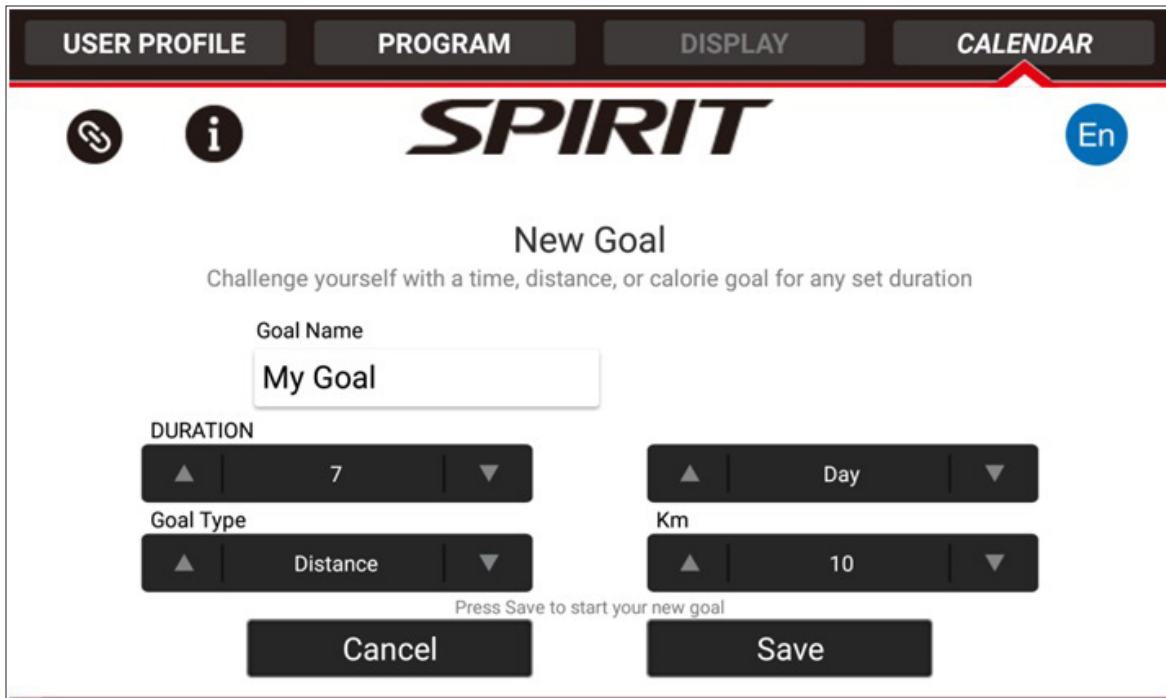 USER PROFILE PROGRAM DISPLAY CALENDAR
i SPIRIT En
New Goal
Challenge yourself with a time, distance, or calorie goal for any set duration
Goal Name
My Goal
DURATION
7 Day
Goal Type Km
Distance 10
Press Save to start your new goal
Cancel Save